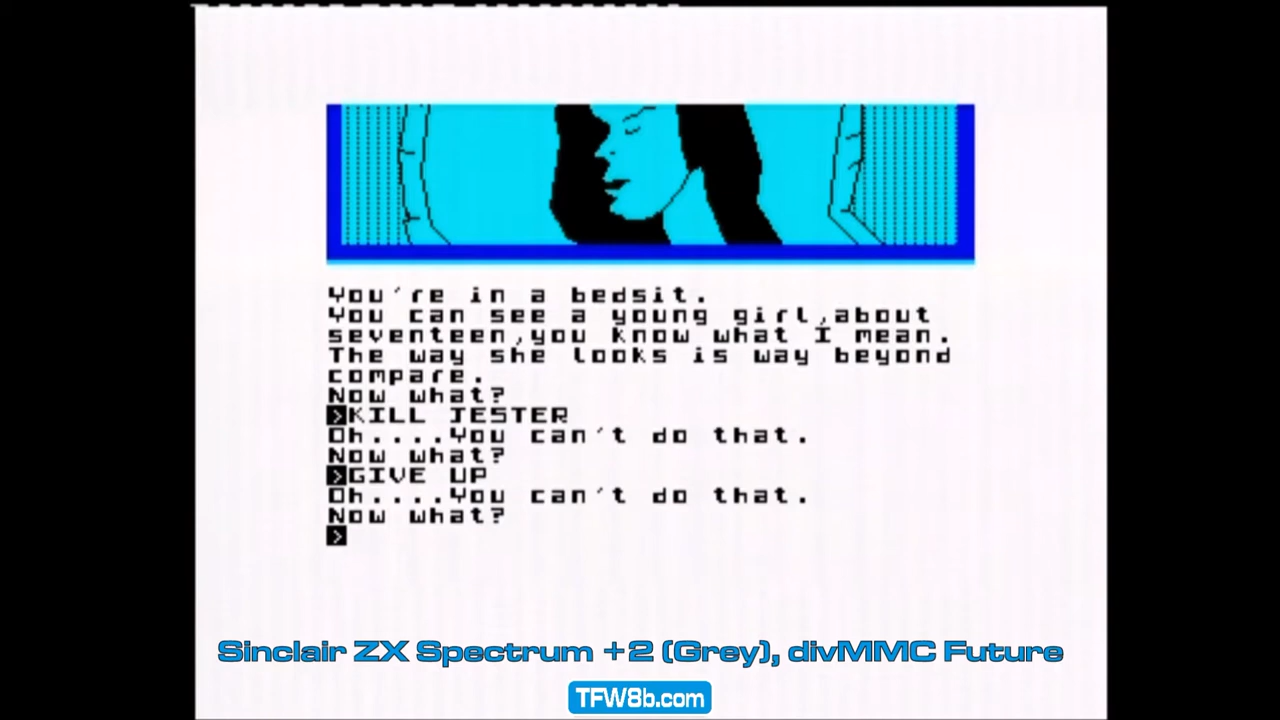 You're in a bedsit.
You can see a young girl,about
seventeen,you know what I mean.
The way she looks is way beyond
compare.
Now what?
>KILL JESTER
Oh....You can't do that.
Now what?
>GIVE UP
Oh....You can't do that.
Now what?
>
Sinclair ZX Spectrum +2 (Grey), divMMC Future
TFW8b.com